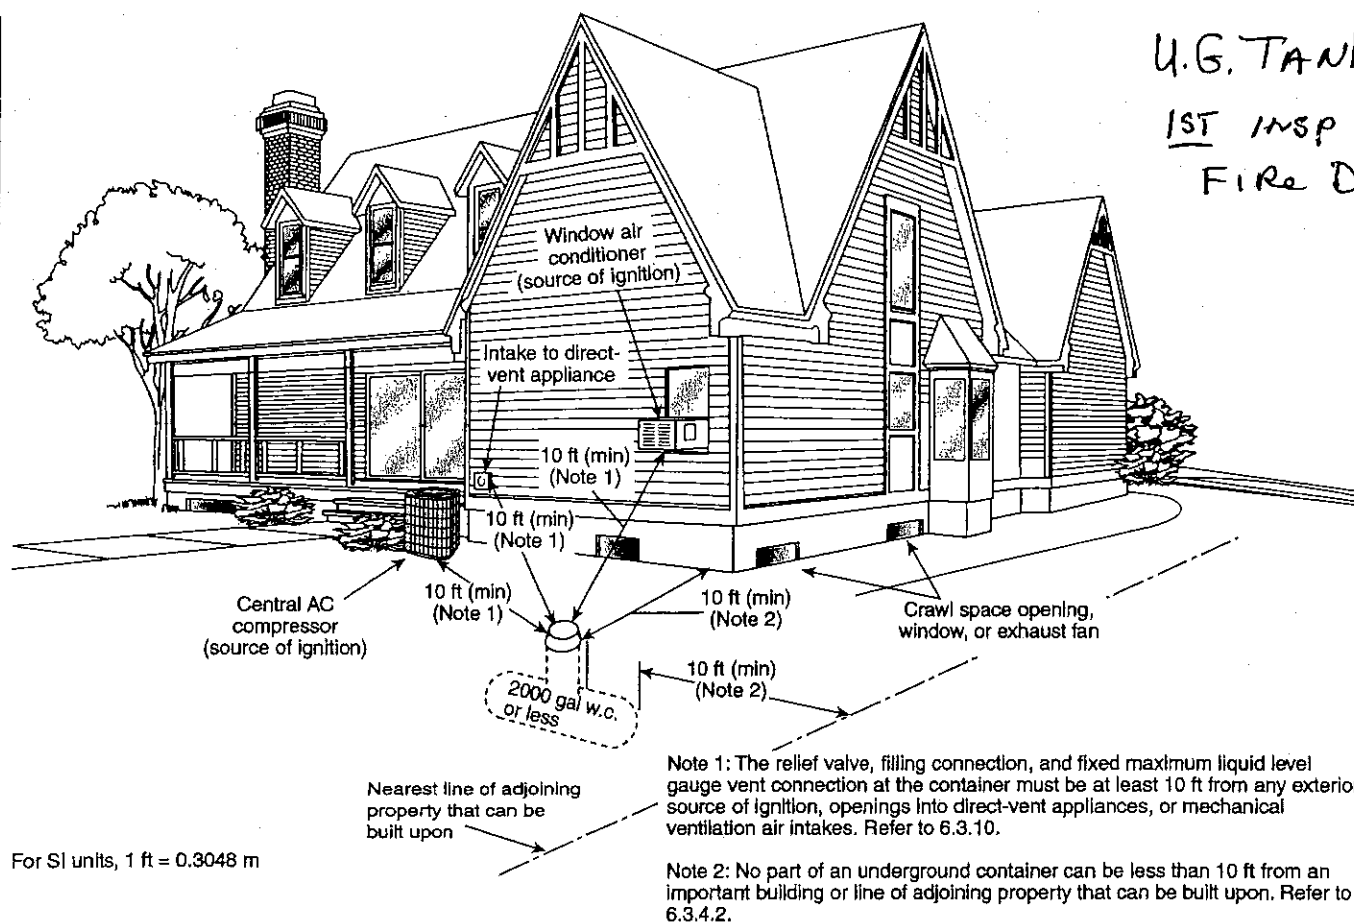 U.G.
1ST INSP
FIRE
Window air
conditioner
(source of ignition)
Intake to direct-
vent appliance
10 ft (min)
(Note 1)
10 ft (min)
(Note 1)
10 ft (min)
(Note 1)
10 ft (min)
(Note 2)
Central AC
compressor
(source of ignition)
Crawl space opening,
window, or exhaust fan
10 ft (min)
(Note 2)
2000 gal w.c.
or less
Nearest line of adjoining
property that can be
built upon
For SI units, 1 ft = 0.3048 m
Note 1: The relief valve, filling connection, and fixed maximum liquid level
gauge vent connection at the container must be at least 10 ft from any exterio
source of ignition, openings into direct-vent appliances, or mechanical
ventilation air intakes. Refer to 6.3.10.
Note 2: No part of an underground container can be less than 10 ft from an
important building or line of adjoining property that can be built upon. Refer to
6.3.4.2.